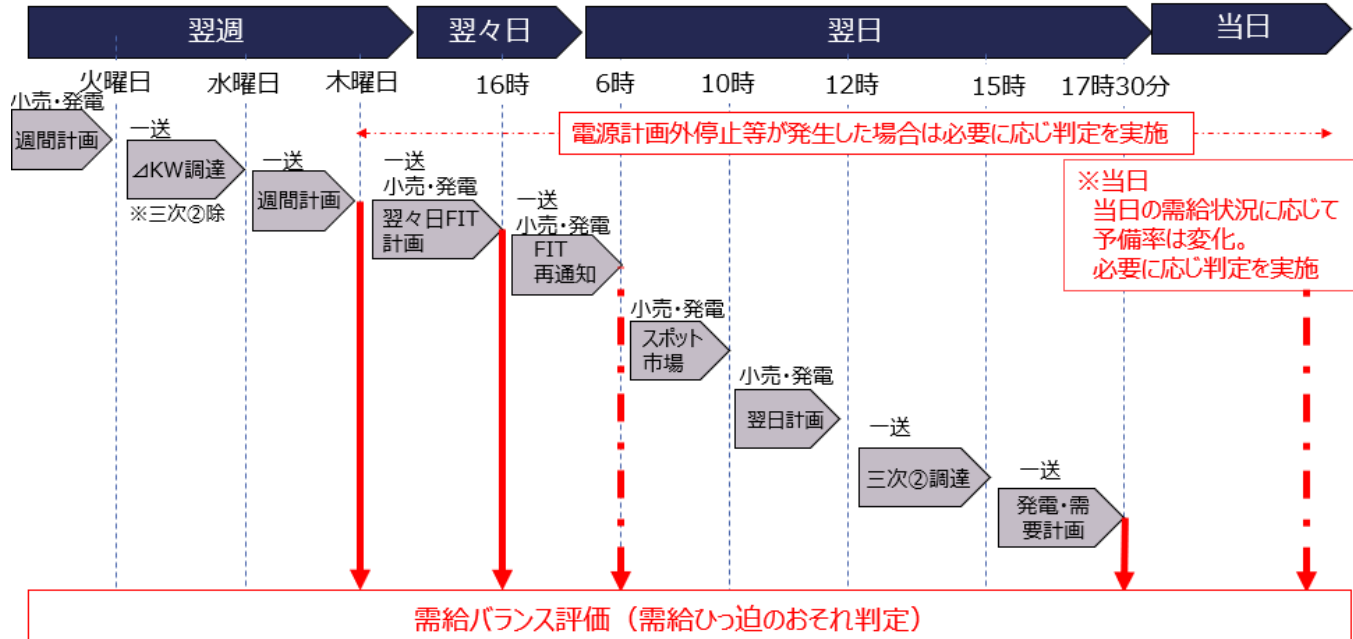 翌週
翌々日
翌日
当日
火曜日
水曜日
木曜日
16時
6時
10時
12時
15時
17時30分
小売・発電
週間計画
一送
⊿KW調達
※三次②除
一送
週間計画
一送
小売・発電
翌々日FIT
計画
一送
小売・発電
FIT
再通知
電源計画外停止等が発生した場合は必要に応じ判定を実施
※当日
当日の需給状況に応じて
予備率は変化。
必要に応じ判定を実施
小売・発電
スポット
市場
小売・発電
翌日計画
一送
三次②調達
一送
発電・需
要計画
需給バランス評価（需給ひっ迫のおそれ判定）